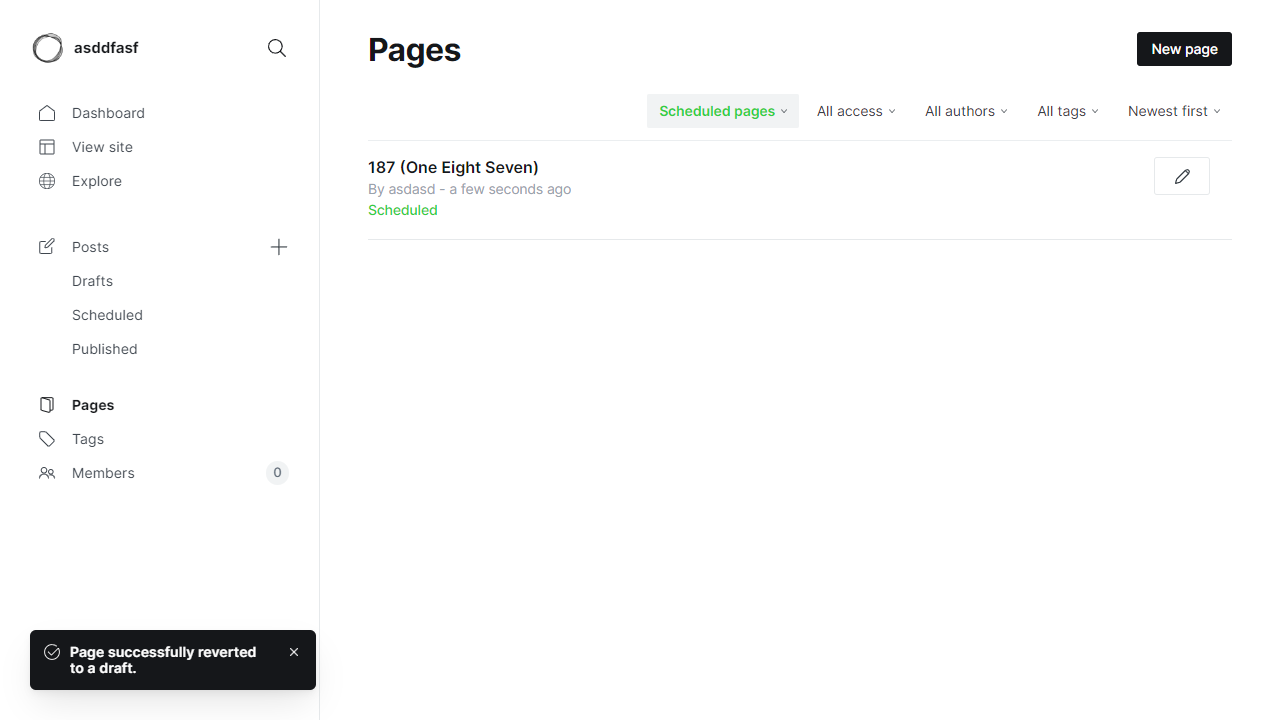 asddfasf
Dashboard
View site
Explore
Posts
Drafts
Scheduled
Published
Pages
Tags
Members
0
Page successfully reverted
to a draft.
Pages
New page
Scheduled pages
All access
All authors
All tags
Newest first
187 (One Eight Seven)
By asdasd - a few seconds ago
Scheduled